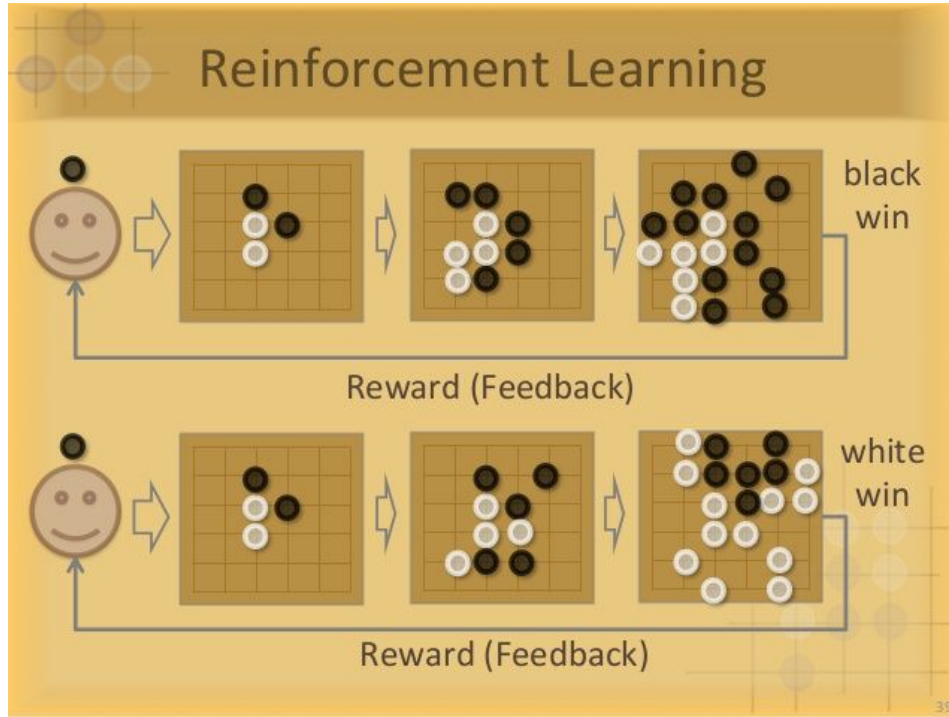 Reinforcement Learning
black
win
Reward (Feedback)
white
win
Reward (Feedback)